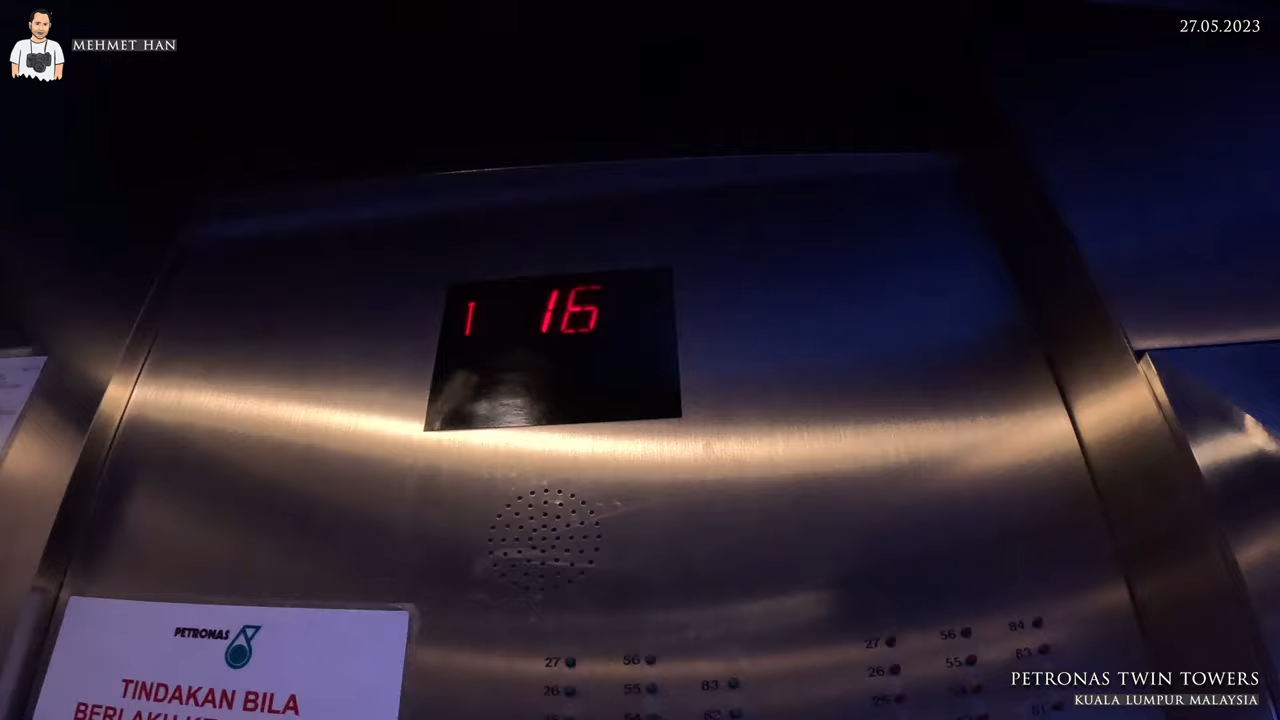 MEHMET HAN
27.05.2023
16
PETRONAS
TINDAKAN BILA
27 56
26 55 83
27 56 84
26 55 83
PETRONAS TWIN TOWERS
KUALA LUMPUR MALAYSIA